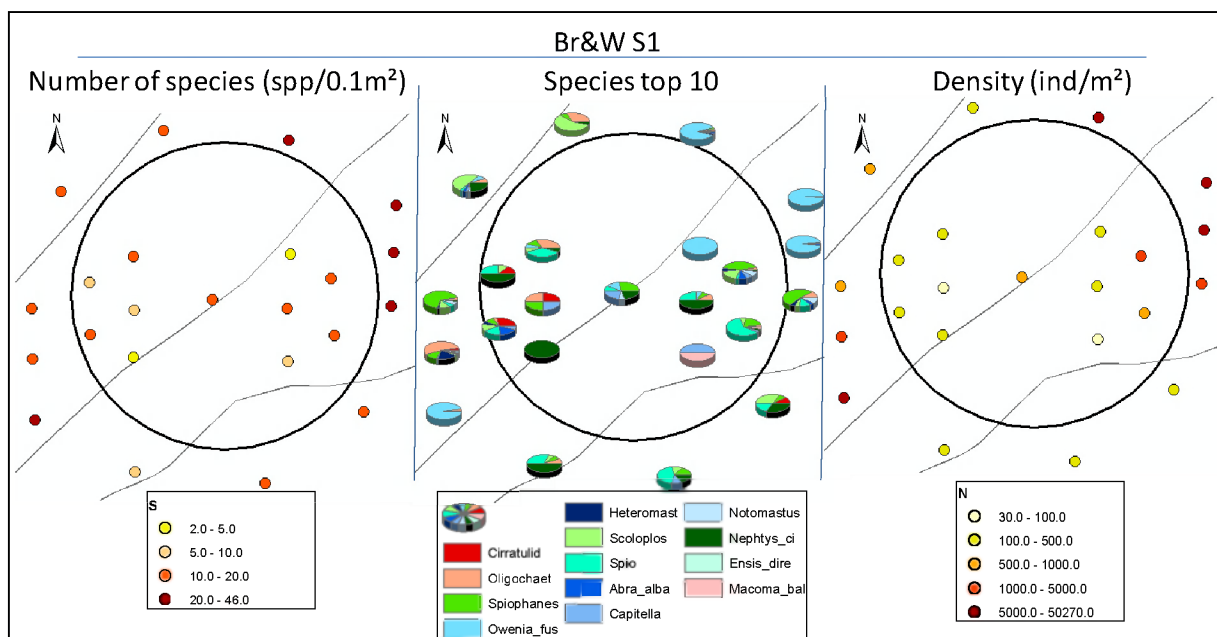 Br&W S1
Number of species (spp/0.1m²)
Species top 10
Density (ind/m²)
N
N
N
S
2.0 - 5.0
5.0 - 10.0
10.0 - 20.0
20.0 - 46.0
Cirratulid
Oligochaet
Spiophanes
Owenia_fus
Heteromast
Scoloplos
Spio
Abra_alba
Capitella
Notomastus
Nephtys_ci
Ensis_dire
Macoma_bal
N
30.0 - 100.0
100.0 - 500.0
500.0 - 1000.0
1000.0 - 5000.0
5000.0 - 50270.0